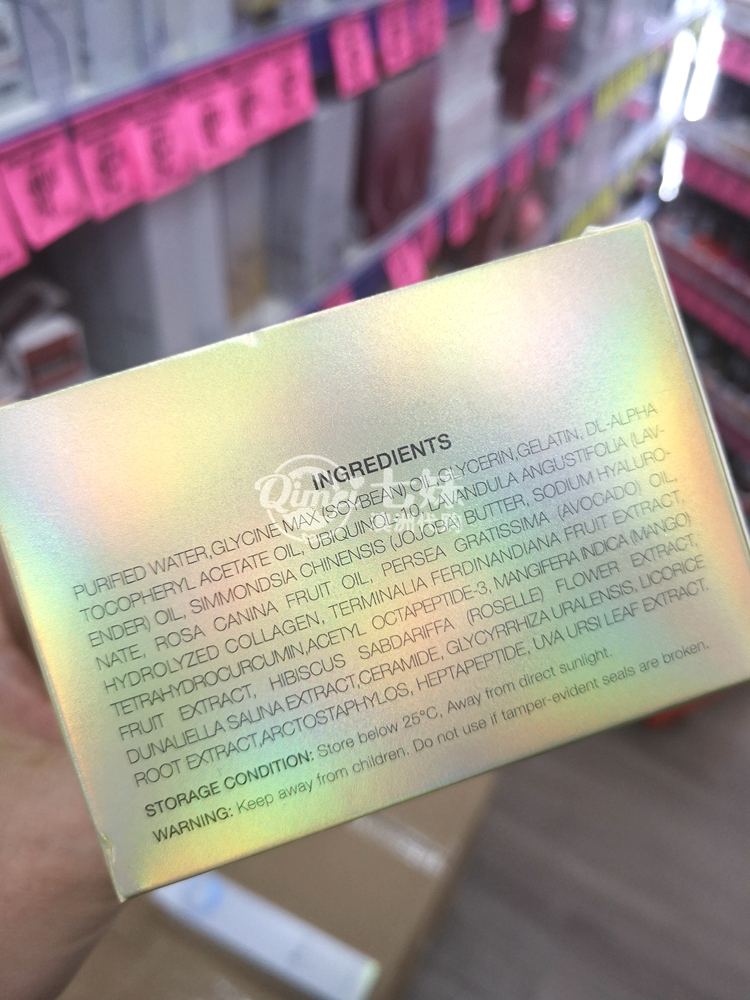 INGREDIENTS
PURIFIED WATER,GLYCINE MAX (SOYBEAN) OIL,GLYCERIN,GELATIN, DL-ALPHA
TOCOPHERYL ACETATE OIL, UBIQUINOL-10, LAVANDULA ANGUSTIFOLIA (LAV-
ENDER) OIL, SIMMONDSIA CHINENSIS (JOJOBA) BUTTER, SODIUM HYALURO-
NATE, ROSA CANINA FRUIT OIL, PERSEA GRATISSIMA (AVOCADO) OIL,
HYDROLYZED COLLAGEN, TERMINALIA FERDINANDIANA FRUIT EXTRACT,
TETRAHYDROCURCUMIN,ACETYL OCTAPEPTIDE-3, MANGIFERA INDICA (MANGO)
FRUIT EXTRACT, HIBISCUS SABDARIFFA (ROSELLE) FLOWER EXTRACT,
DUNALIELLA SALINA EXTRACT,CERAMIDE, GLYCYRRHIZA URALENSIS, LICORICE
ROOT EXTRACT,ARCTOSTAPHYLOS, HEPTAPEPTIDE, UVA URSI LEAF EXTRACT.
STORAGE CONDITION: Store below 25°C, Away from direct sunlight.
WARNING: Keep away from children. Do not use if tamper-evident seals are broken.
Qimei